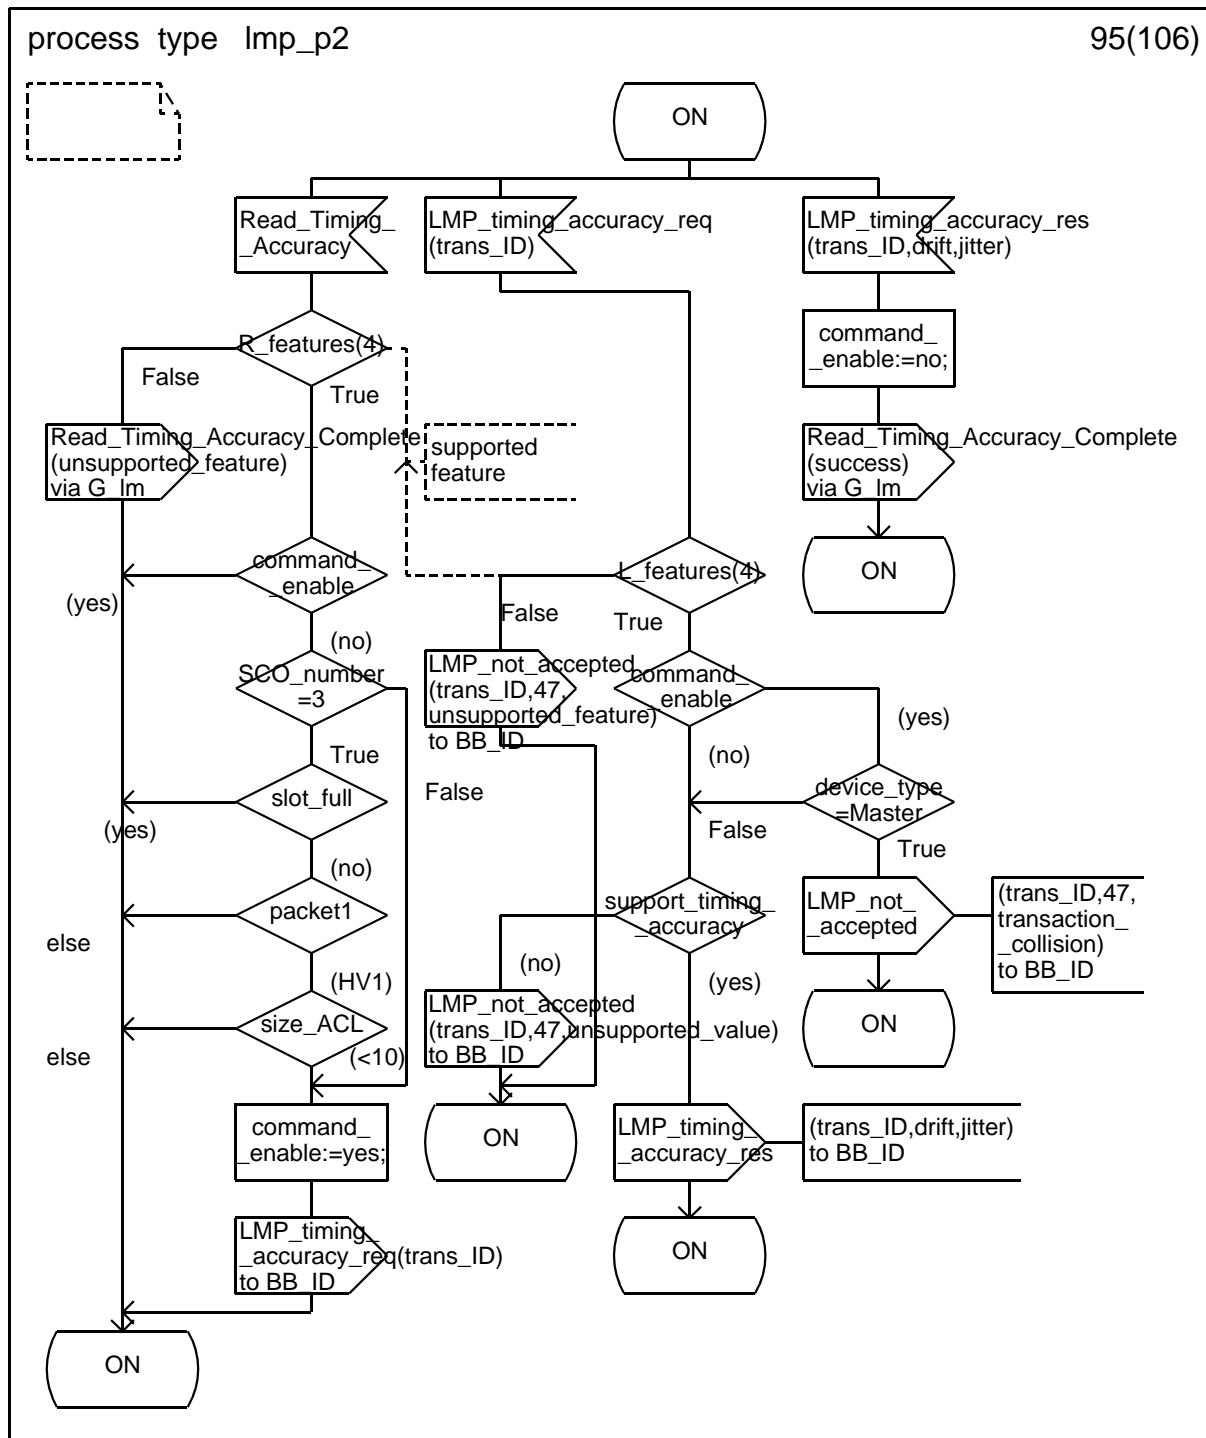 process type lmp_p2
95(106)
ON
Read_Timing_
_Accuracy
LMP_timing_accuracy_req
(trans_ID)
LMP_timing_accuracy_res
(trans_ID,drift,jitter)
R_features(4)
False
True
command_
_enable:=no;
Read_Timing_Accuracy_Complete
(unsupported_feature)
via G_lm
supported
feature
Read_Timing_Accuracy_Complete
(success)
via G_lm
command_
_enable
(yes)
(no)
L_features(4)
False
True
ON
SCO_number
=3
True
False
LMP_not_accepted
(trans_ID,47,
unsupported_feature)
to BB_ID
command_
_enable
(yes)
(no)
slot_full
(yes)
(no)
device_type
=Master
False
True
packet1
else
(HV1)
support_timing_
_accuracy
(no)
(yes)
LMP_not_
_accepted
(trans_ID,47,
transaction_
_collision)
to BB_ID
size_ACL
else
(<10)
LMP_not_accepted
(trans_ID,47,unsupported_value)
to BB_ID
ON
command_
_enable:=yes;
ON
LMP_timing_
_accuracy_res
(trans_ID,drift,jitter)
to BB_ID
LMP_timing_
_accuracy_req(trans_ID)
to BB_ID
ON
ON